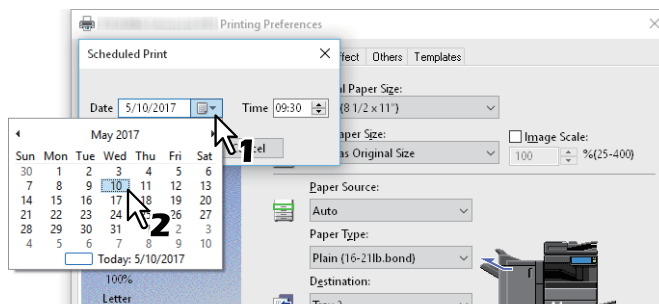 Printing Preferences
Scheduled Print
Effect Others Templates
Date 5/10/2017 Time 09:30
l Paper Size:
(8 1/2 x 11")
aper Size:
as Original Size
Image Scale:
100 %(25-400)
1
May 2017
Sun Mon Tue Wed Thu Fri Sat
30 1 2 3 4 5 6
7 8 9 10 11 12 13
14 15 16 17 18 19 20
21 22 23 24 25 26 27
28 29 30 31 1 2 3
4 5 6 7 8 9 10
2
Today: 5/10/2017
Paper Source:
Auto
Paper Type:
Plain (16-21lb.bond)
Destination:
100%
Letter